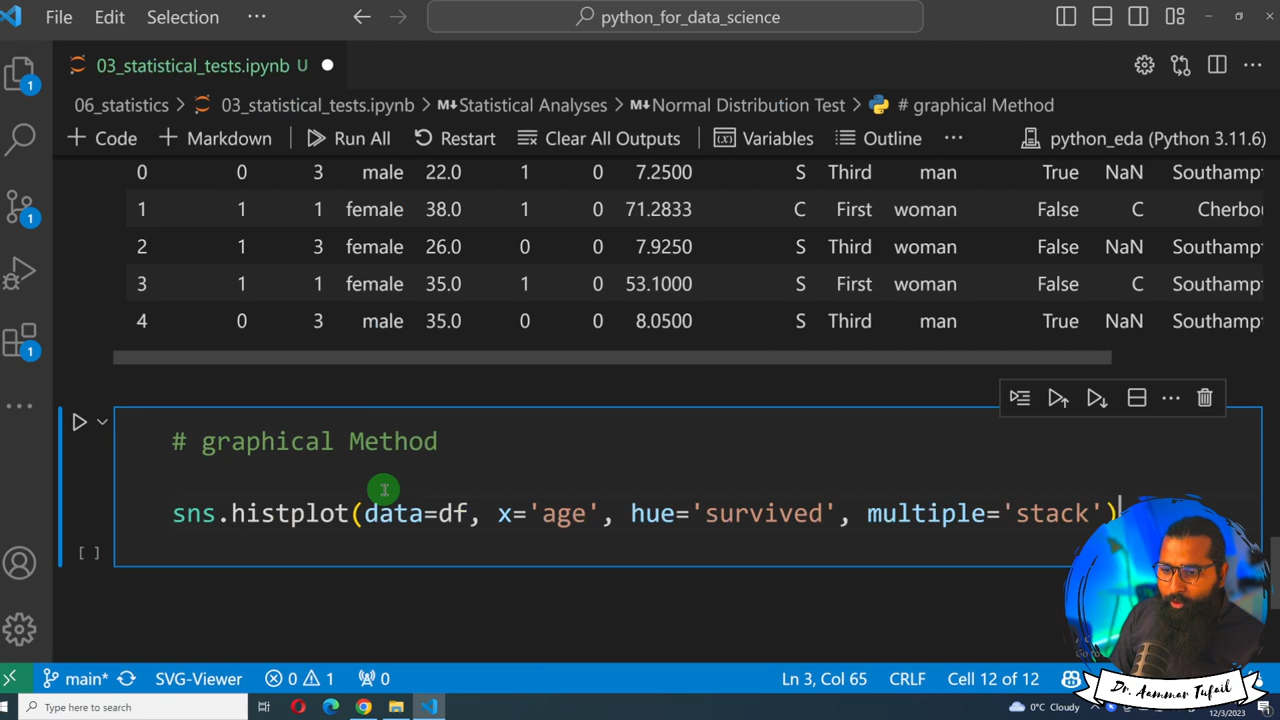 File Edit Selection ··· python_for_data_science
03_statistical_tests.ipynb U
06_statistics > 03_statistical_tests.ipynb > M↓Statistical Analyses > M↓Normal Distribution Test > # graphical Method
+ Code + Markdown Run All Restart Clear All Outputs Variables Outline ··· python_eda (Python 3.11.6)
0 0 3 male 22.0 1 0 7.2500 S Third man True NaN Southampt
1 1 1 female 38.0 1 0 71.2833 C First woman False C Cherbou
2 1 3 female 26.0 0 0 7.9250 S Third woman False NaN Southampt
3 1 1 female 35.0 1 0 53.1000 S First woman False C Southampt
4 0 3 male 35.0 0 0 8.0500 S Third man True NaN Southampt
1
1
1
# graphical Method
sns.histplot(data=df, x='age', hue='survived', multiple='stack')
[ ]
main* SVG-Viewer 0 1 0 Ln 3, Col 65 CRLF Cell 12 of 12
Dr. Aammar Tufail
Type here to search 0°C Cloudy
12/3/2023